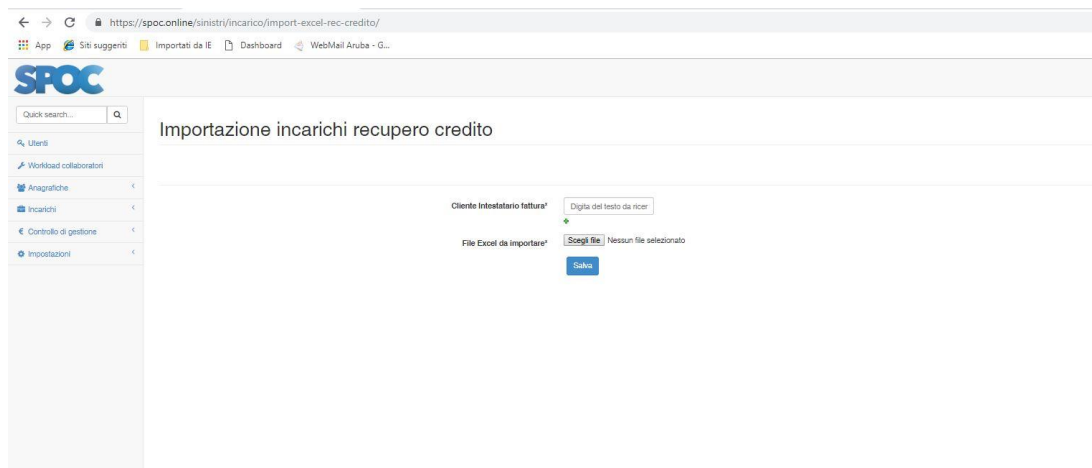 https://spoc.online/sinistri/incarico/import-excel-rec-credito/
App Siti suggeriti Importati da IE Dashboard WebMail Aruba - G...
SPOC
Quick search...
Importazione incarichi recupero credito
Utenti
Workload collaboratori
Anagrafiche
Incarichi
€ Controllo di gestione
Impostazioni
Cliente Intestatario fattura*
Digita del testo da ricer
File Excel da importare*
Scegli file Nessun file selezionato
Salva